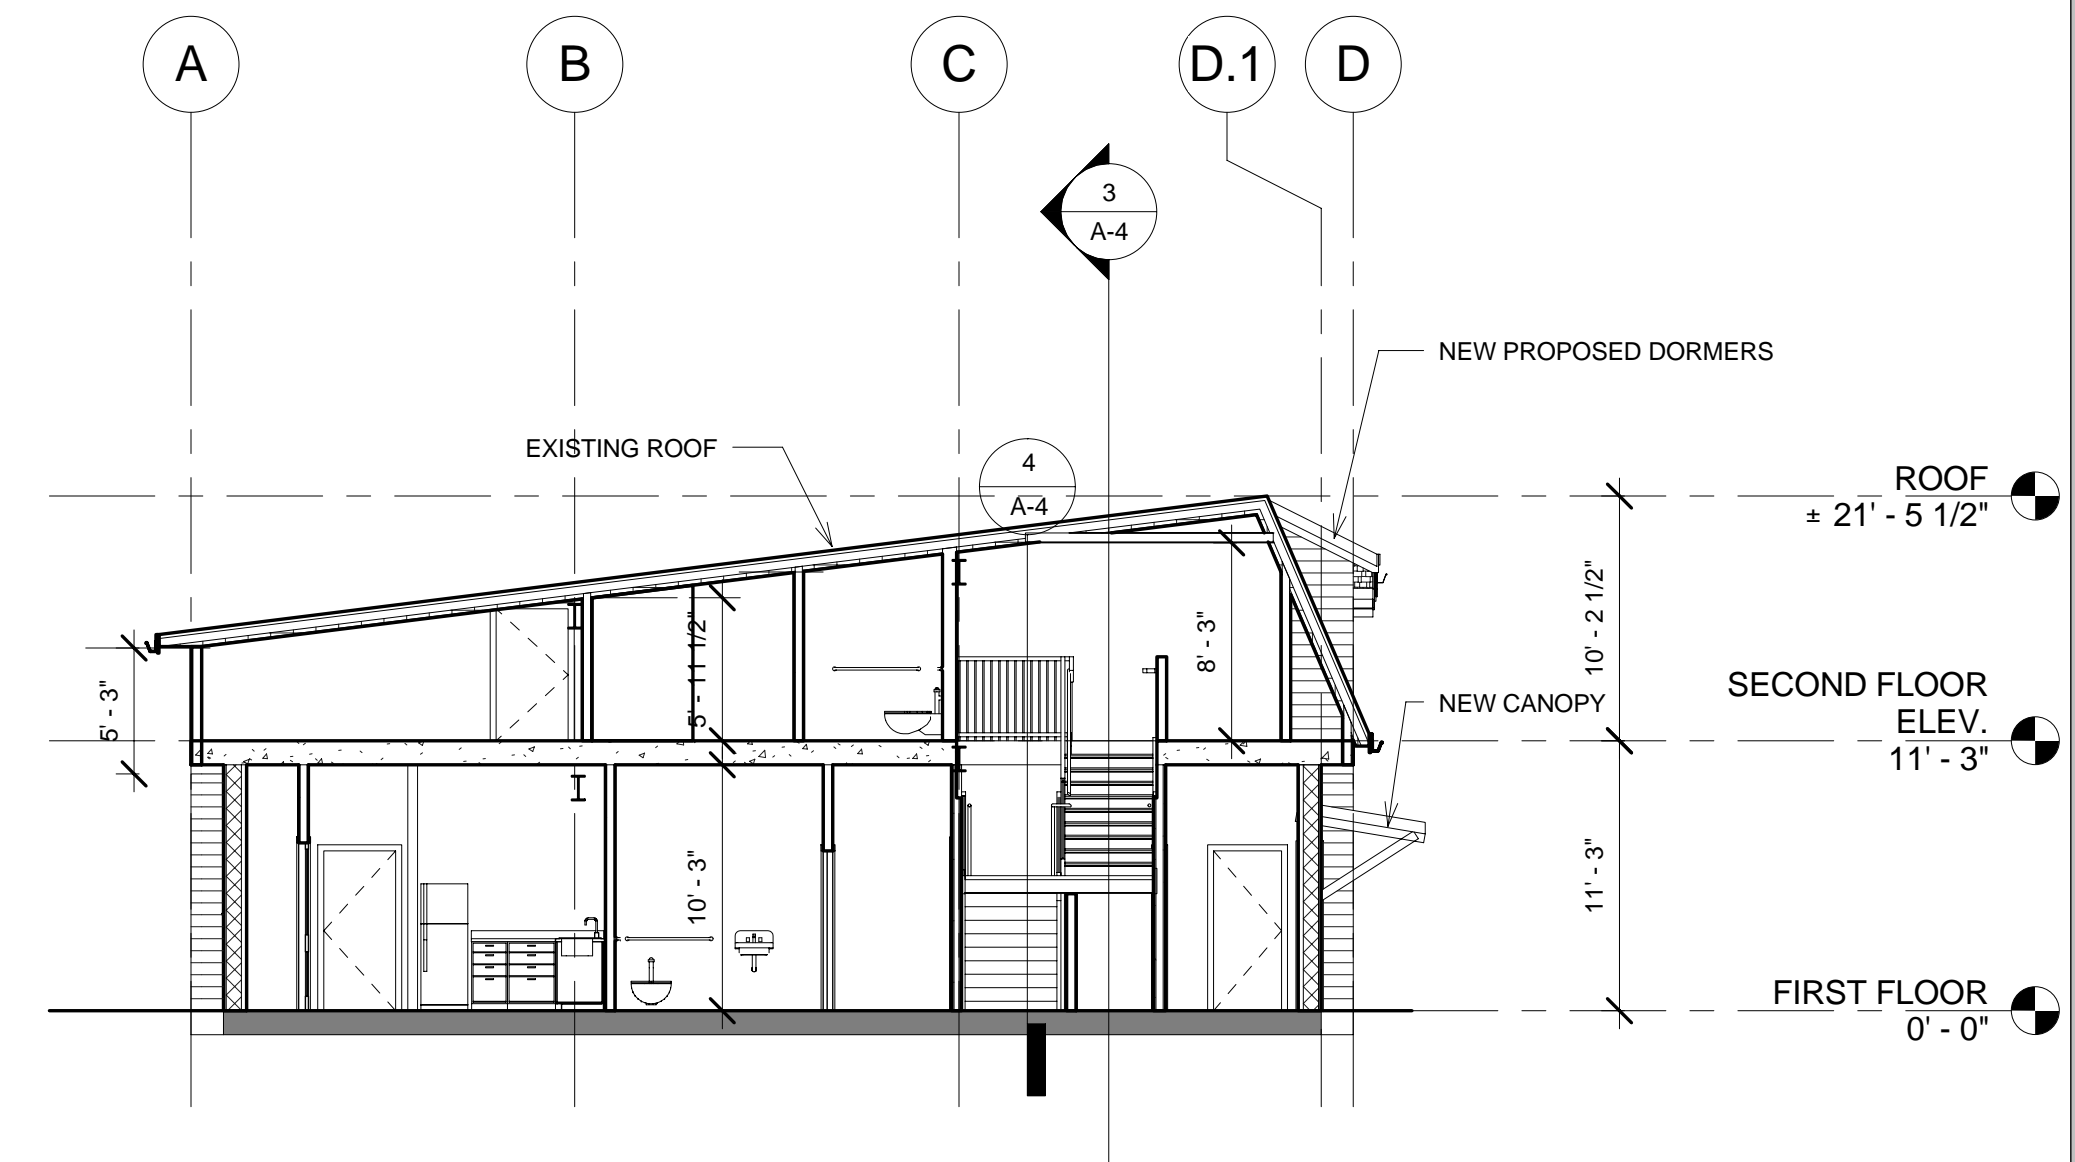 A
B
C
D.1
D
3
A-4
NEW PROPOSED DORMERS
EXISTING ROOF
4
A-4
ROOF
± 21' - 5 1/2"
5' - 3"
5' - 11 1/2"
8' - 3"
10' - 2 1/2"
NEW CANOPY
SECOND FLOOR
ELEV.
11' - 3"
10' - 3"
11' - 3"
FIRST FLOOR
0' - 0"